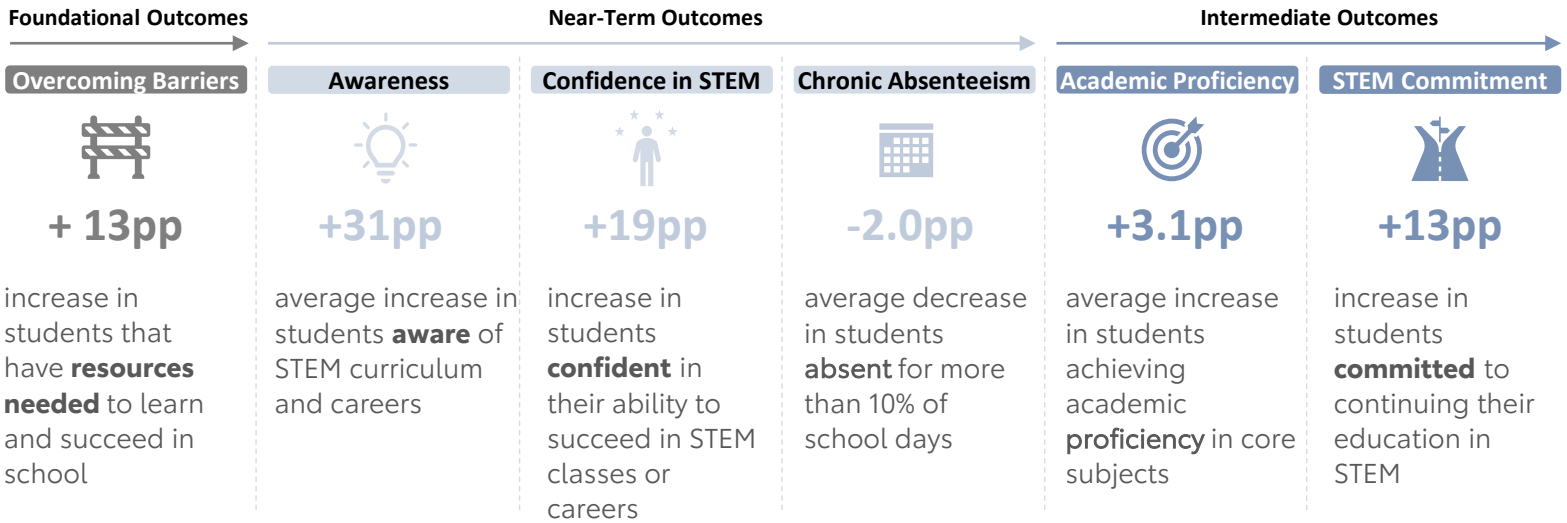 Foundational Outcomes
Near-Term Outcomes
Intermediate Outcomes
Overcoming Barriers
Awareness
Confidence in STEM
Chronic Absenteeism
Academic Proficiency
STEM Commitment
+ 13pp
+31pp
+19pp
-2.0pp
+3.1pp
+13pp
increase in
students that
have resources
needed to learn
and succeed in
school
average increase in
students aware of
STEM curriculum
and careers
increase in
students
confident in
their ability to
succeed in STEM
classes or
careers
average decrease
in students
absent for more
than 10% of
school days
average increase
in students
achieving
academic
proficiency in core
subjects
increase in
students
committed to
continuing their
education in
STEM